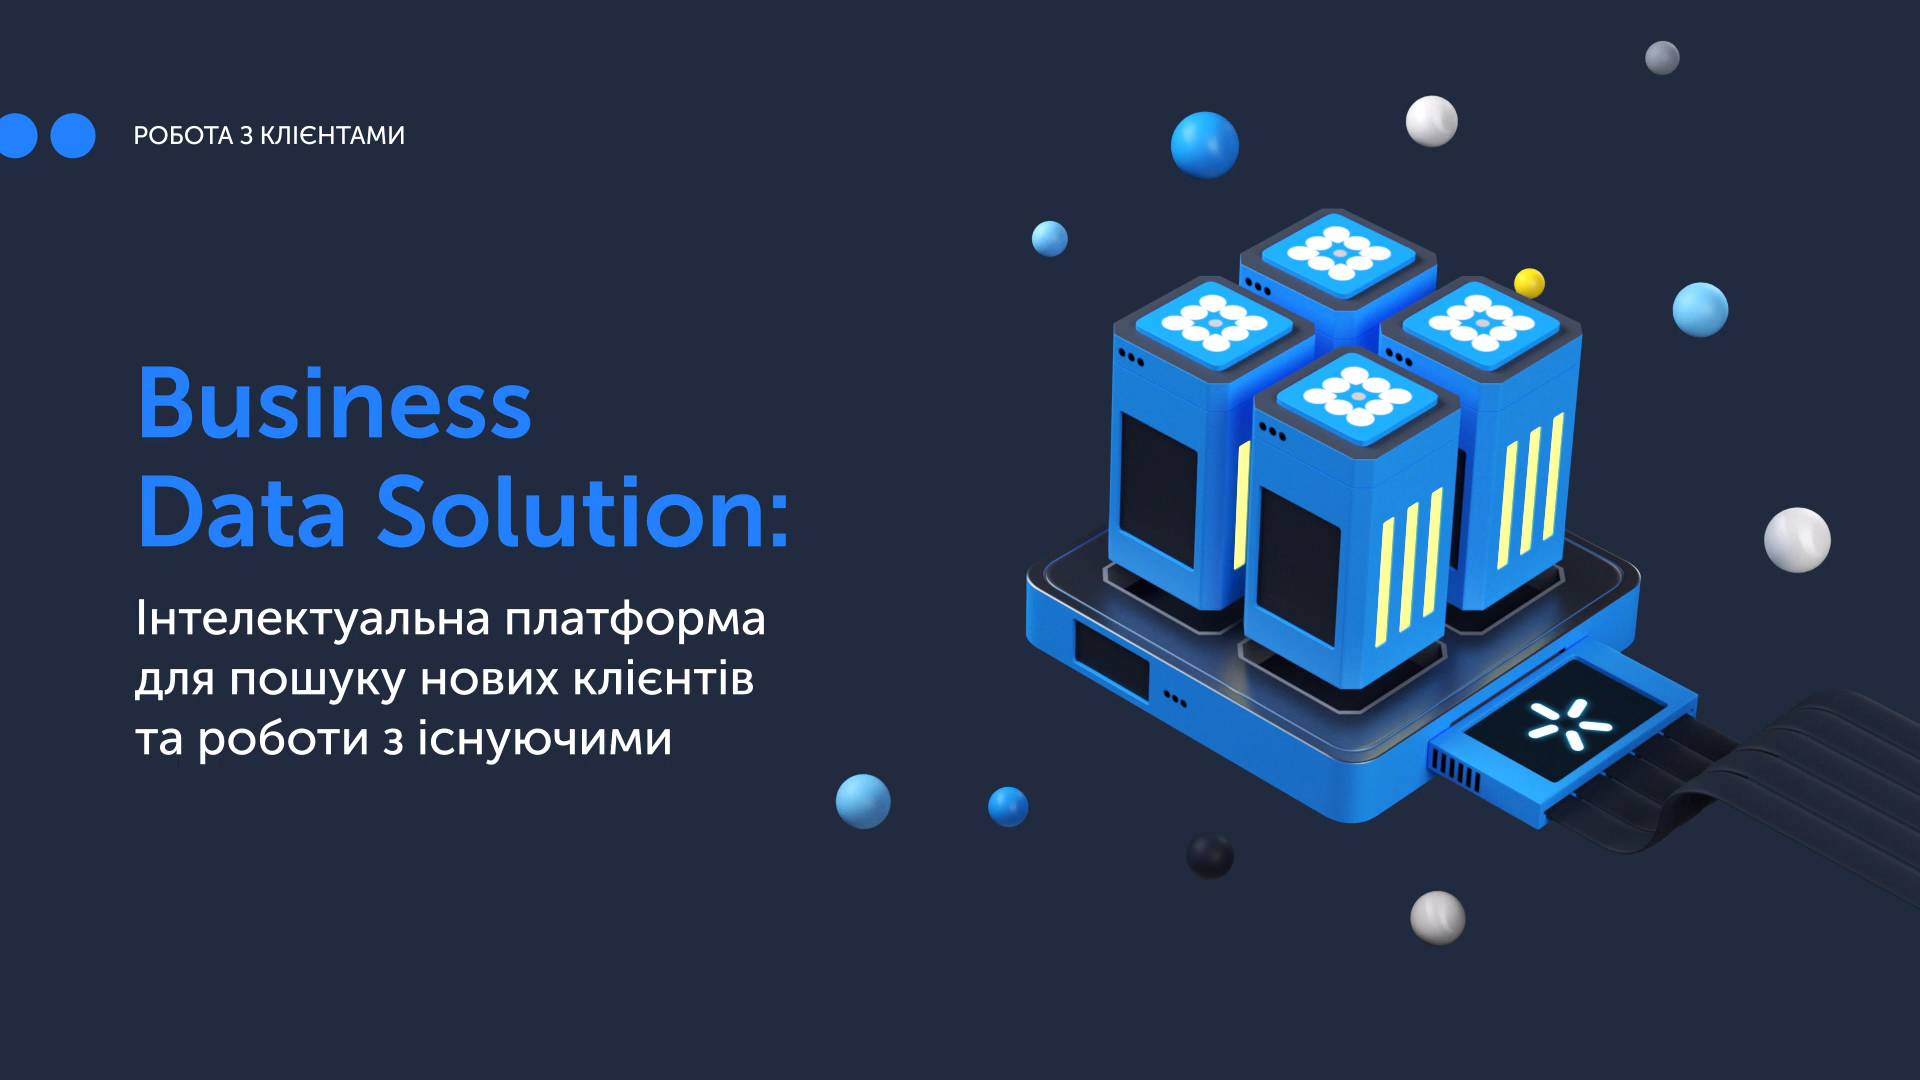 РОБОТА З КЛІЄНТАМИ
Business
Data Solution:
Інтелектуальна платформа
для пошуку нових клієнтів
та роботи з існуючими